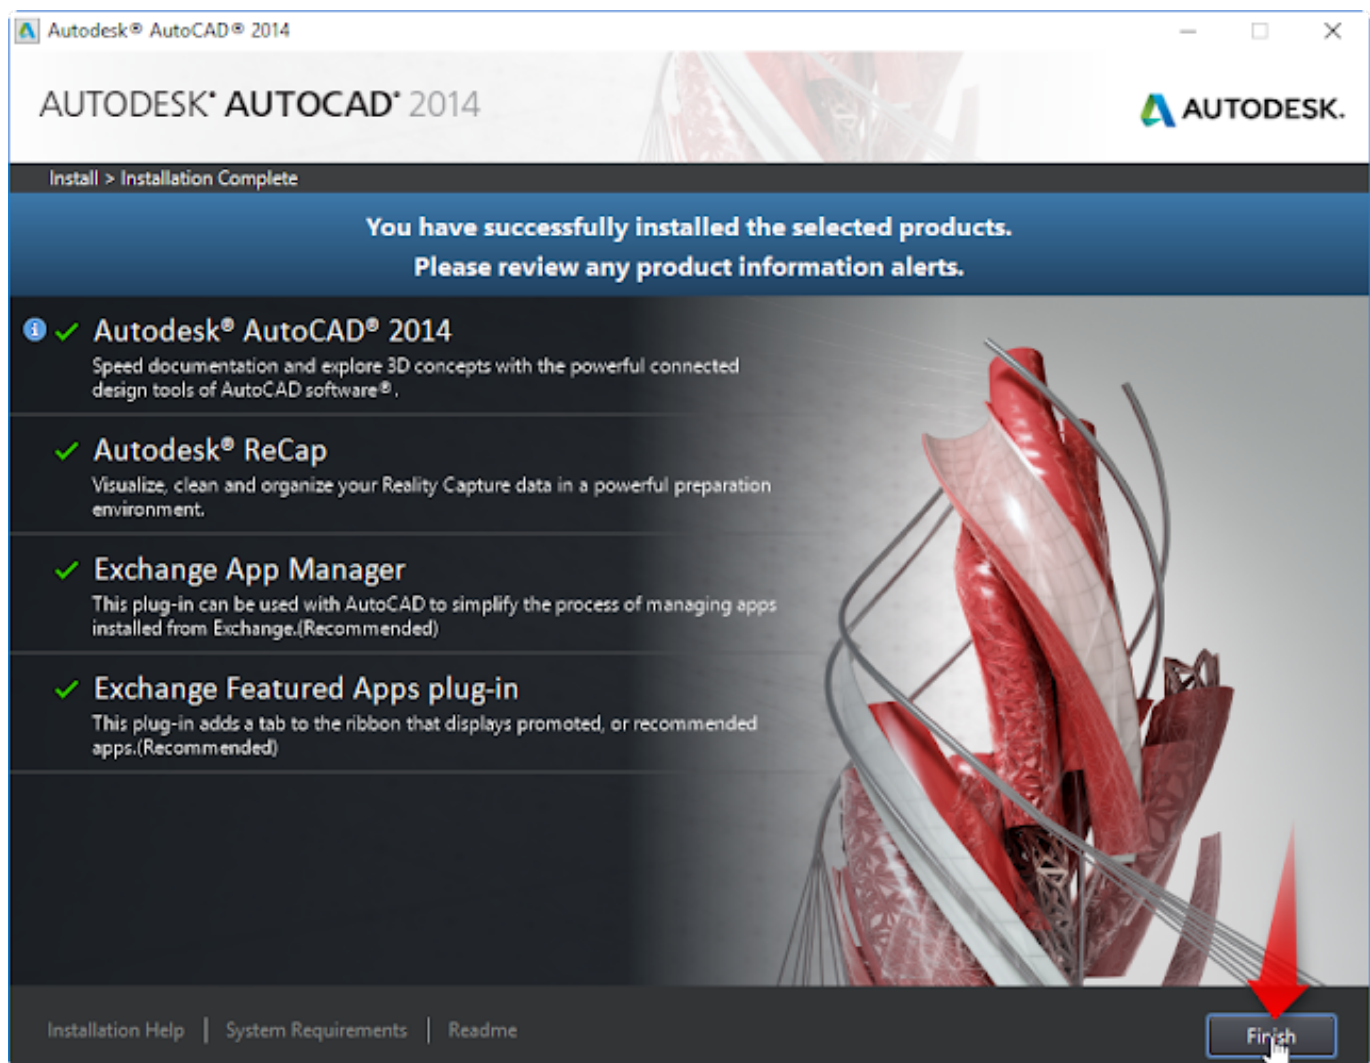 Autodesk® AutoCAD® 2014
AUTODESK® AUTOCAD® 2014
AUTODESK.
Install > Installation Complete
You have successfully installed the selected products.
Please review any product information alerts.
Autodesk® AutoCAD® 2014
Speed documentation and explore 3D concepts with the powerful connected
design tools of AutoCAD software®.
Autodesk® ReCap
Visualize, clean and organize your Reality Capture data in a powerful preparation
environment.
Exchange App Manager
This plug-in can be used with AutoCAD to simplify the process of managing apps
installed from Exchange.(Recommended)
Exchange Featured Apps plug-in
This plug-in adds a tab to the ribbon that displays promoted, or recommended
apps.(Recommended)
Installation Help | System Requirements | Readme
Finish